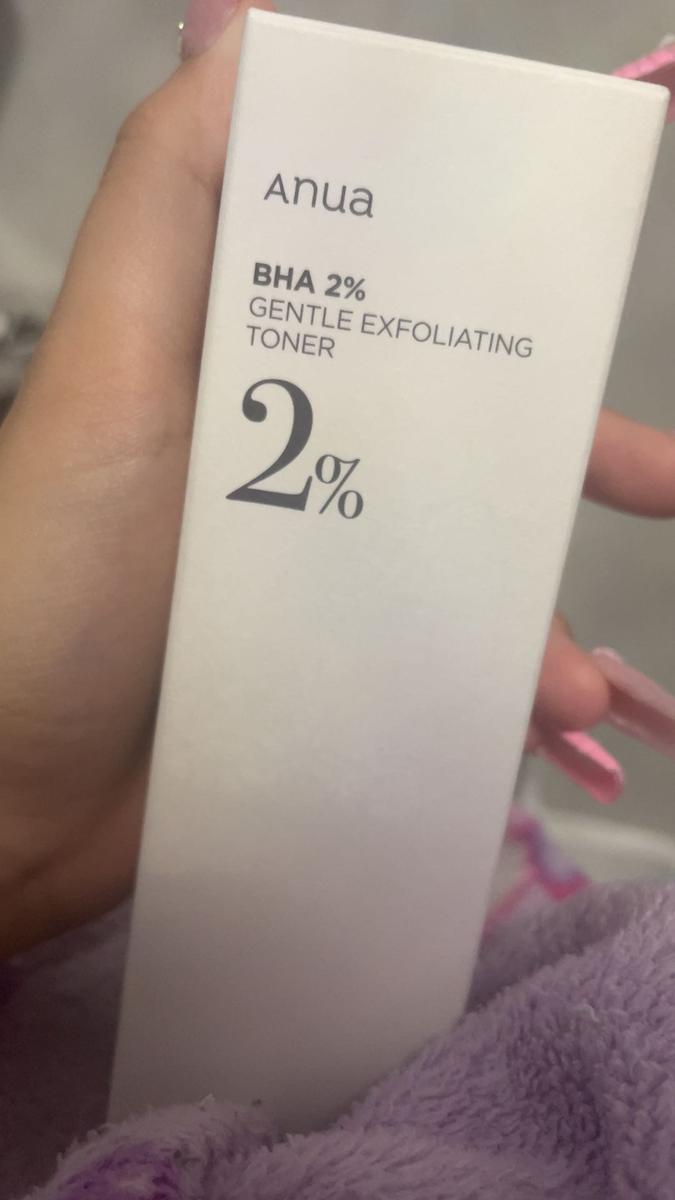 Anua
BHA 2%
GENTLE EXFOLIATING
TONER
2%